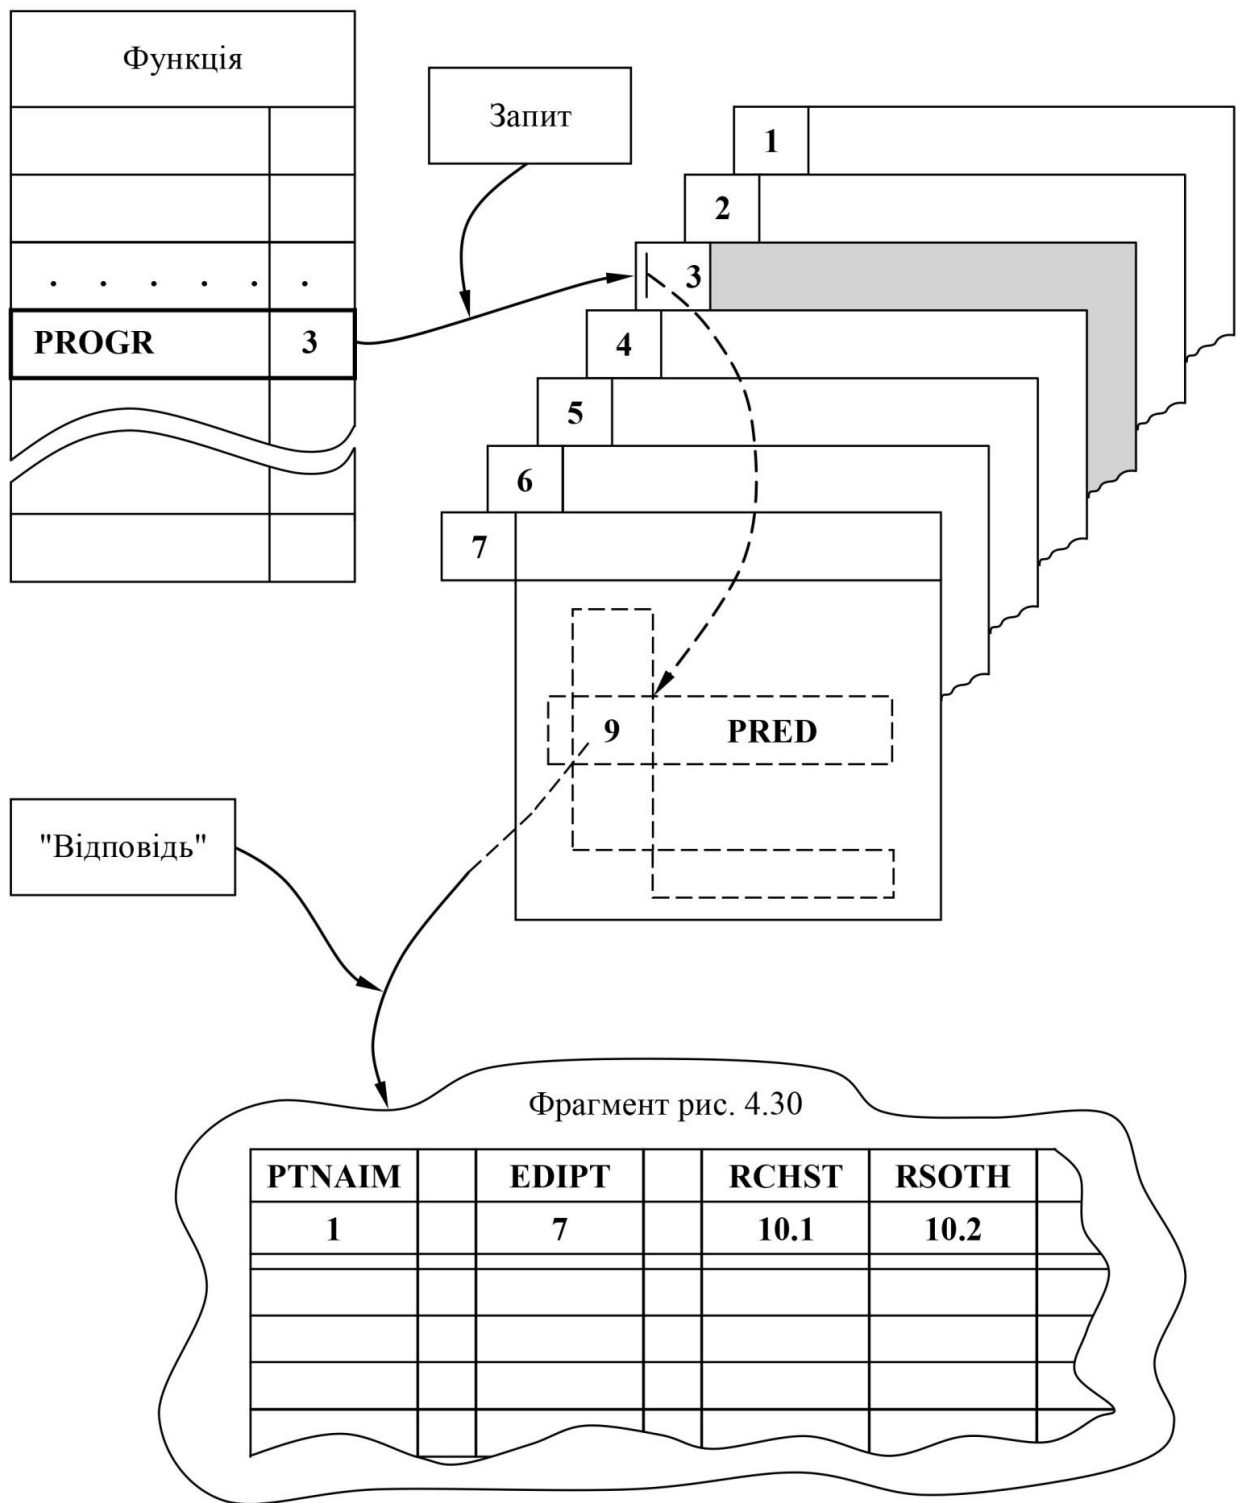 Функція
Запит
1
2
. . . . . .
3
PROGR 3
4
5
6
7
9 PRED
"Відповідь"
Фрагмент рис. 4.30
PTNAIM EDIPT RCHST RSOTH
1 7 10.1 10.2